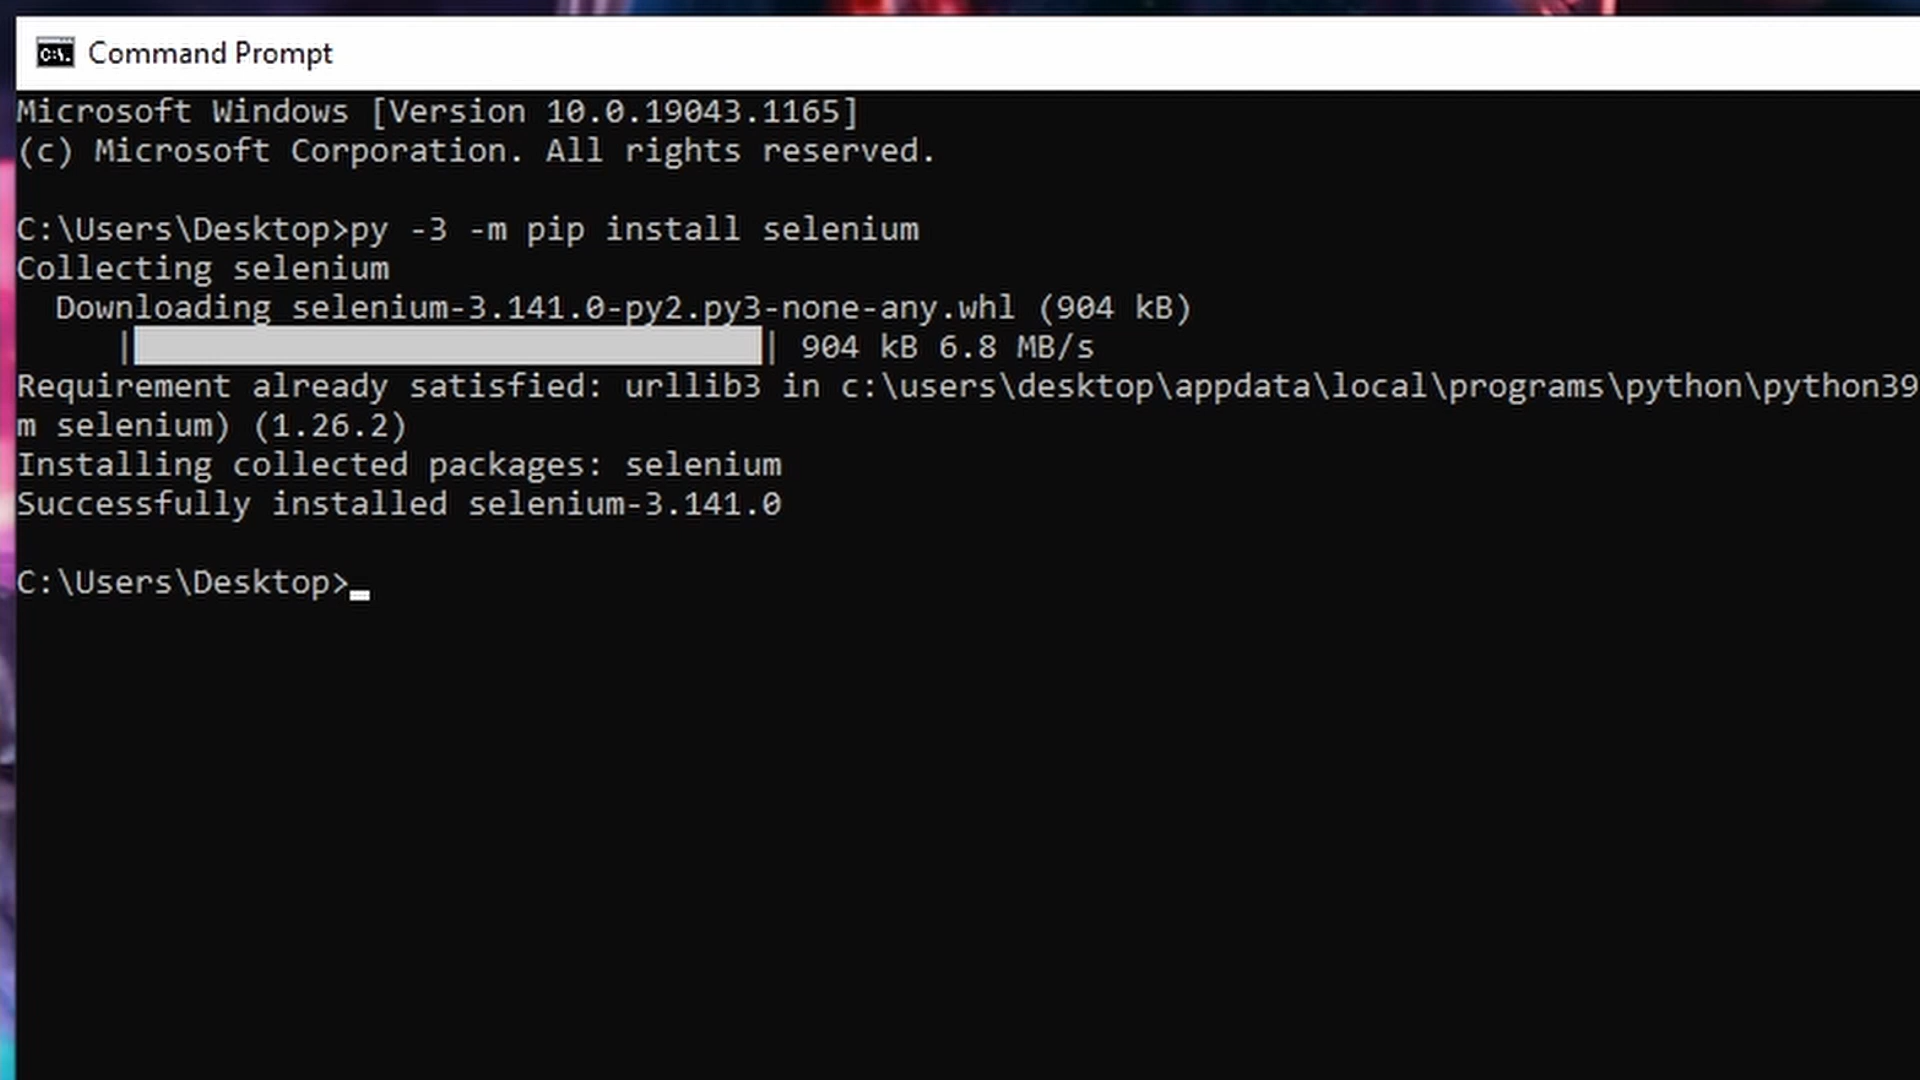 Command Prompt
Microsoft Windows [Version 10.0.19043.1165]
(c) Microsoft Corporation. All rights reserved.
C:\Users\Desktop>py -3 -m pip install selenium
Collecting selenium
  Downloading selenium-3.141.0-py2.py3-none-any.whl (904 kB)
     || 904 kB 6.8 MB/s
Requirement already satisfied: urllib3 in c:\users\desktop\appdata\local\programs\python\python39
m selenium) (1.26.2)
Installing collected packages: selenium
Successfully installed selenium-3.141.0
C:\Users\Desktop>